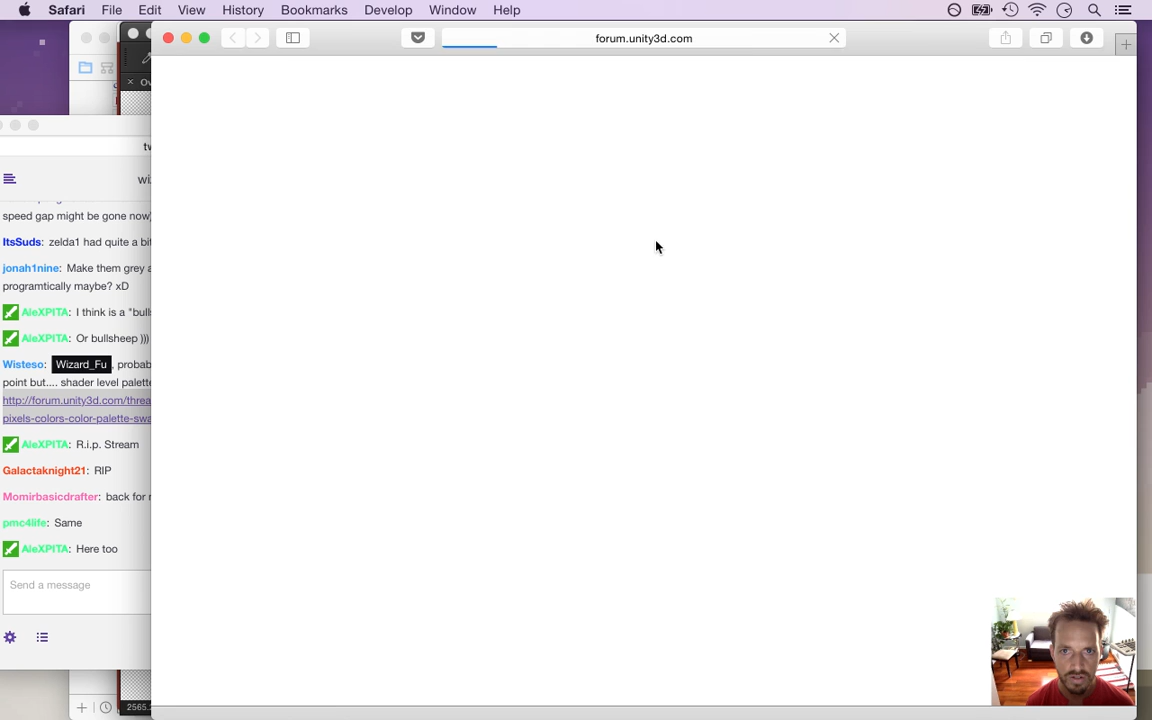 Safari File Edit View History Bookmarks Develop Window Help
forum.unity3d.com
speed gap might be gone now)
ItsSuds: zelda1 had quite a bit
jonah1nine: Make them grey a
programtically maybe? xD
AleXPITA: I think is a "bulls
AleXPITA: Or bullsheep )))
Wisteso: Wizard_Fu, probab
point but.... shader level palette
http://forum.unity3d.com/threa
pixels-colors-color-palette-swa
AleXPITA: R.i.p. Stream
Galactaknight21: RIP
Momirbasicdrafter: back for
pmc4life: Same
AleXPITA: Here too
Send a message